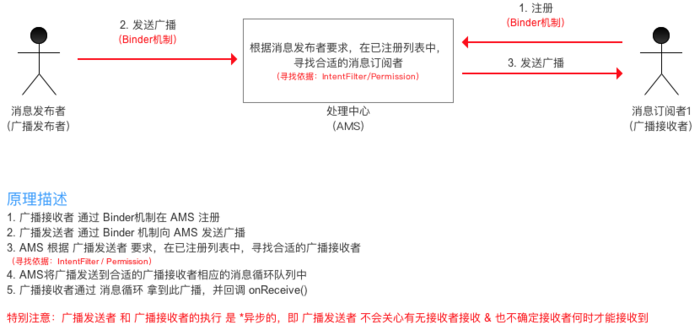 1. 注册
(Binder机制)
2. 发送广播
(Binder机制)
根据消息发布者要求，在已注册列表中，
寻找合适的消息订阅者
（寻找依据：IntentFilter/Permission）
3. 发送广播
消息发布者
(广播发布者)
处理中心
(AMS)
消息订阅者1
(广播接收者)
原理描述
1. 广播接收者 通过 Binder机制在 AMS 注册
2. 广播发送者 通过 Binder 机制向 AMS 发送广播
3. AMS 根据 广播发送者 要求，在已注册列表中，寻找合适的广播接收者
（寻找依据：IntentFilter / Permission）
4. AMS将广播发送到合适的广播接收者相应的消息循环队列中
5. 广播接收者通过 消息循环 拿到此广播，并回调 onReceive()
特别注意：广播发送者 和 广播接收者的执行 是 *异步的，即 广播发送者 不会关心有无接收者接收 & 也不确定接收者何时才能接收到